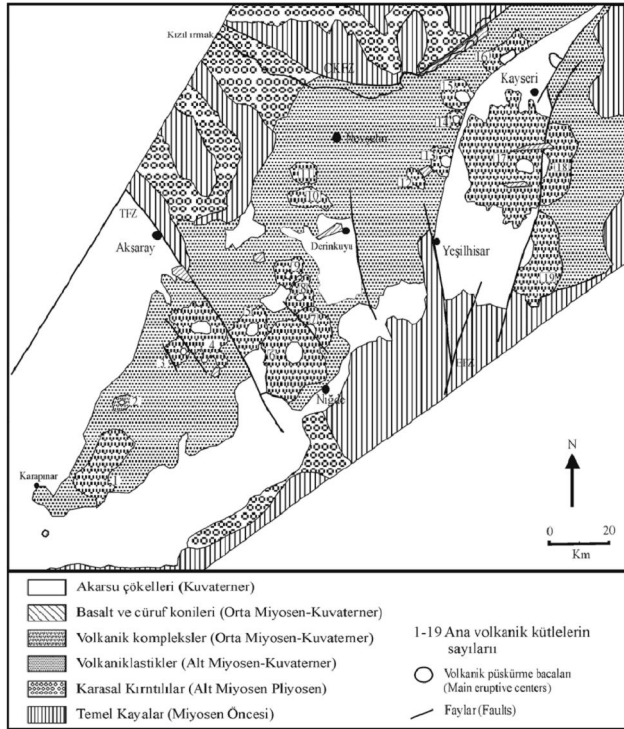 Kızıl ırmak
ÇKFZ
Kayseri
Nevşehir
TFZ
Aksaray
Derinkuyu
Yeşilhisar
EFZ
Niğde
Karapınar
N
0 20
Km
Akarsu çökelleri (Kuvaterner)
Basalt ve cüruf konileri (Orta Miyosen-Kuvaterner)
Volkanik kompleksler (Orta Miyosen-Kuvaterner)
Volkaniklastikler (Alt Miyosen-Kuvaterner)
Karasal Kırıntılılar (Alt Miyosen Pliyosen)
Temel Kayalar (Miyosen Öncesi)
1-19 Ana volkanik kütlelerin
sayılarıı
Volkanik püskürme bacaları
(Main eruptive centers)
Faylar (Faults)